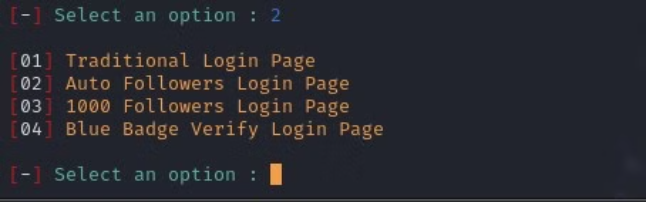 [-] Select an option : 2
[01] Traditional Login Page
[02] Auto Followers Login Page
[03] 1000 Followers Login Page
[04] Blue Badge Verify Login Page
[-] Select an option :